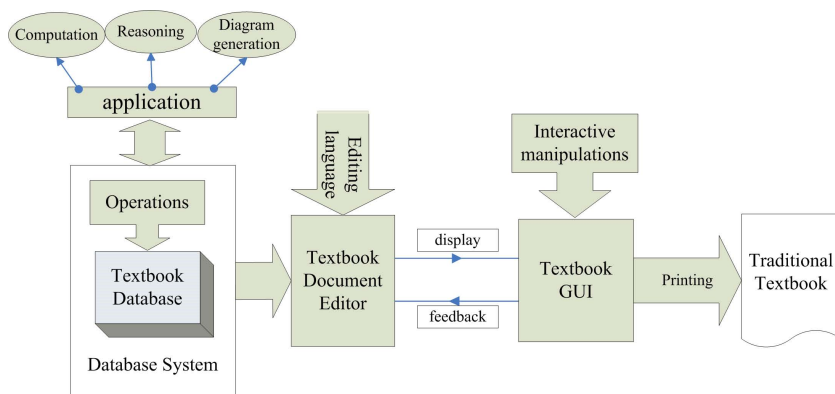 Computation
Reasoning
Diagram
generation
application
Operations
Textbook
Database
Database System
Editing
language
Textbook
Document
Editor
display
feedback
Interactive
manipulations
Textbook
GUI
Printing
Traditional
Textbook